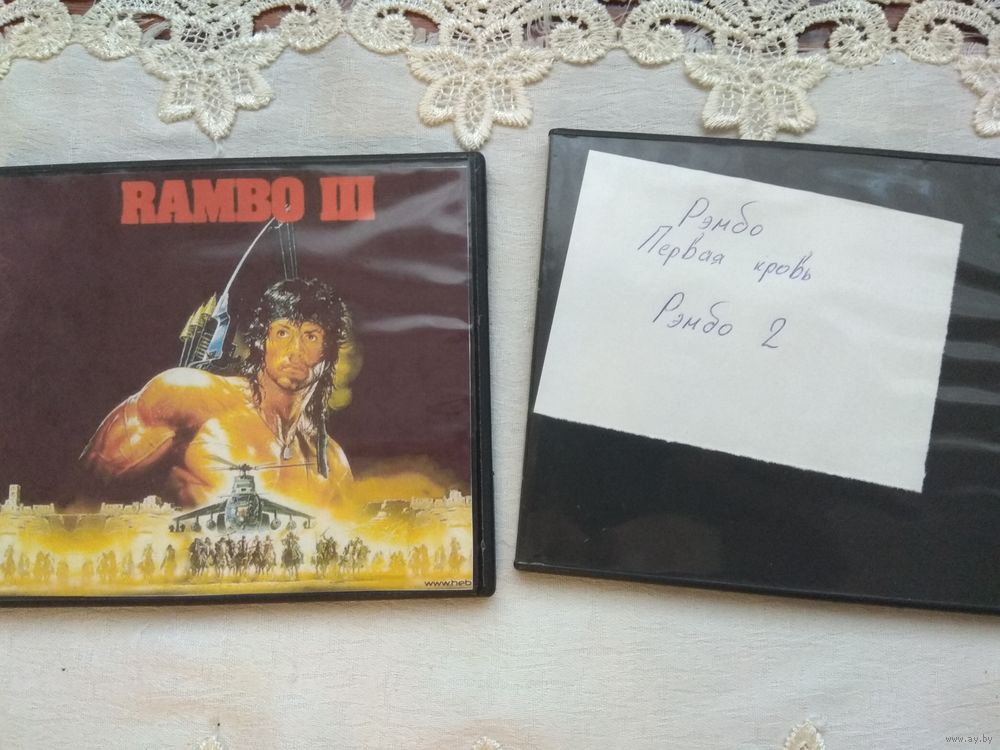 RAMBO III
www.heb
Рэмбо
Первая кровь
Рэмбо 2
www.ay.by